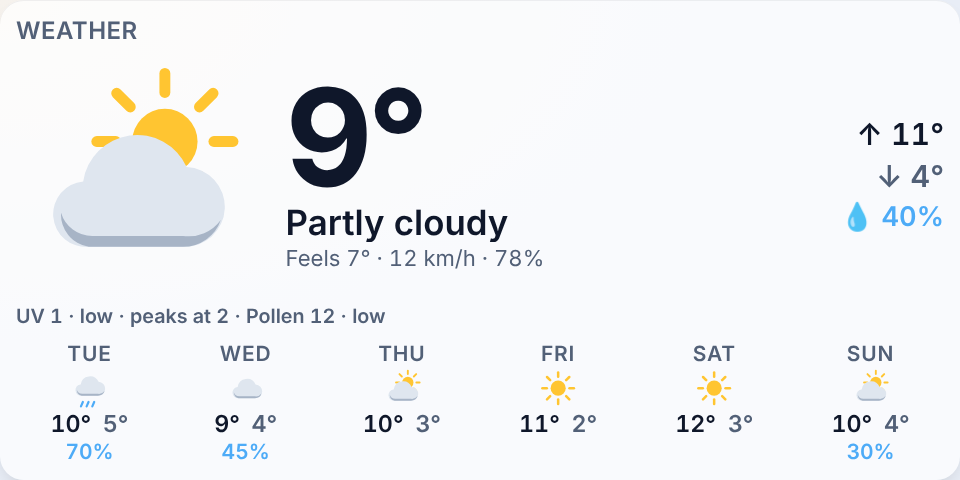 WEATHER
9°
Partly cloudy
Feels 7° · 12 km/h · 78%
↑ 11°
↓ 4°
💧 40%
UV 1 · low · peaks at 2 · Pollen 12 · low
TUE WED THU FRI SAT SUN
10° 5° 9° 4° 10° 3° 11° 2° 12° 3° 10° 4°
70% 45% 30%